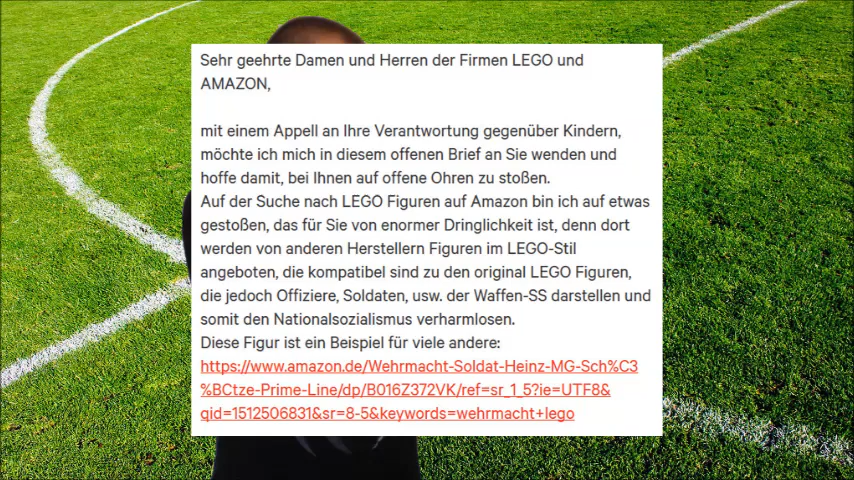 Sehr geehrte Damen und Herren der Firmen LEGO und
AMAZON,
mit einem Appell an Ihre Verantwortung gegenüber Kindern,
möchte ich mich in diesem offenen Brief an Sie wenden und
hoffe damit, bei Ihnen auf offene Ohren zu stoßen.
Auf der Suche nach LEGO Figuren auf Amazon bin ich auf etwas
gestoßen, das für Sie von enormer Dringlichkeit ist, denn dort
werden von anderen Herstellern Figuren im LEGO-Stil
angeboten, die kompatibel sind zu den original LEGO Figuren,
die jedoch Offiziere, Soldaten, usw. der Waffen-SS darstellen und
somit den Nationalsozialismus verharmlosen.
Diese Figur ist ein Beispiel für viele andere:
https://www.amazon.de/Wehrmacht-Soldat-Heinz-MG-Sch%C3
%BCtze-Prime-Line/dp/B016Z372VK/ref=sr_1_5?ie=UTF8&
qid=1512506831&sr=8-5&keywords=wehrmacht+lego